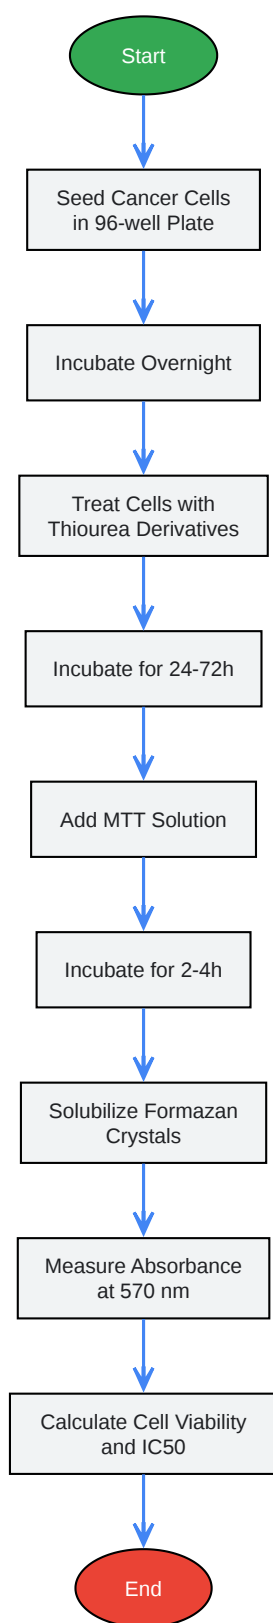 Start
Seed Cancer Cells
in 96-well Plate
Incubate Overnight
Treat Cells with
Thiourea Derivatives
Incubate for 24-72h
Add MTT Solution
Incubate for 2-4h
Solubilize Formazan
Crystals
Measure Absorbance
at 570 nm
Calculate Cell Viability
and IC50
End